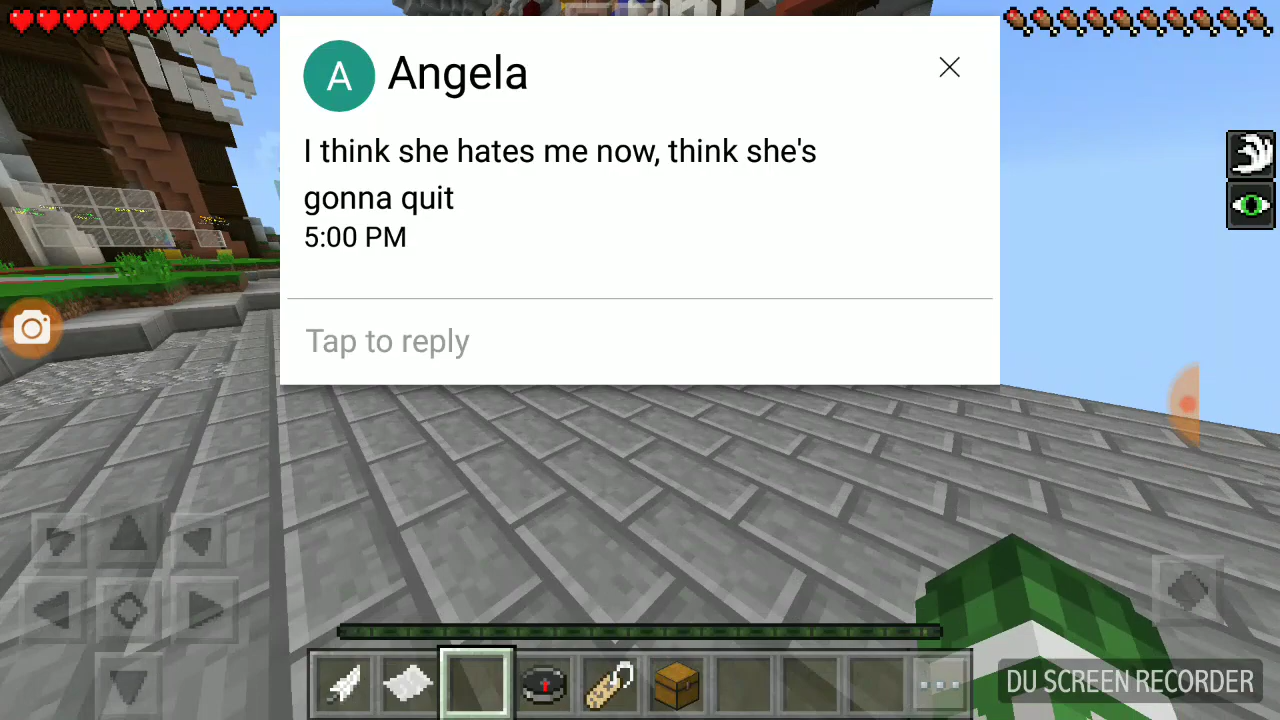 A Angela
I think she hates me now, think she's
gonna quit
5:00 PM
Tap to reply
DU SCREEN RECORDER